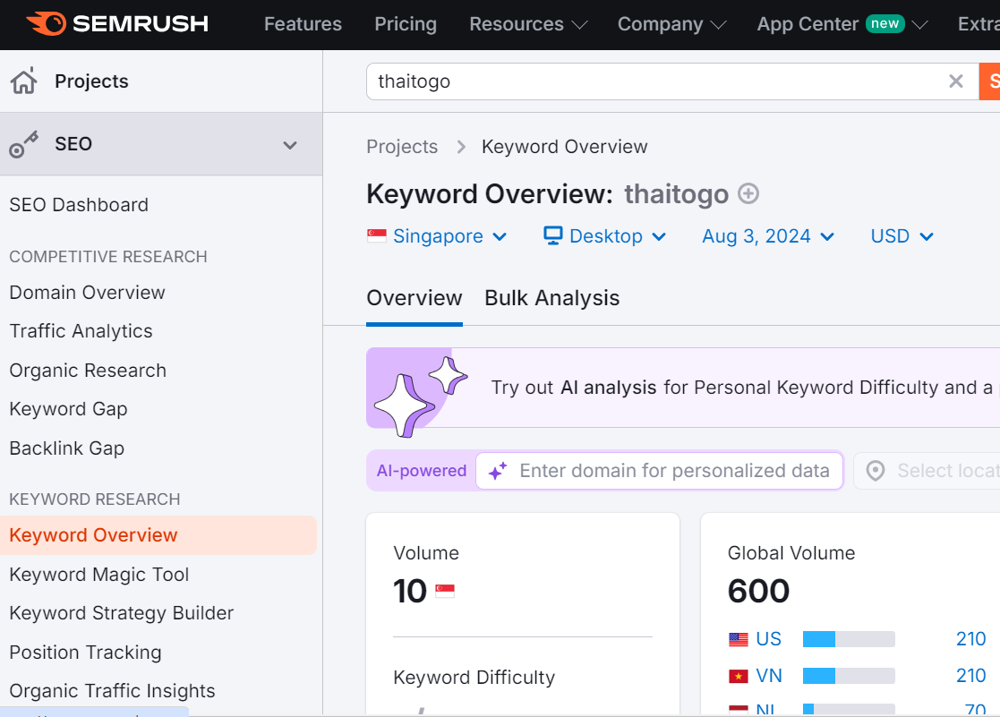 SEMRUSH Features Pricing Resources Company App Center new Extra
Projects
thaitogo
S
SEO
SEO Dashboard
COMPETITIVE RESEARCH
Domain Overview
Traffic Analytics
Organic Research
Keyword Gap
Backlink Gap
KEYWORD RESEARCH
Keyword Overview
Keyword Magic Tool
Keyword Strategy Builder
Position Tracking
Organic Traffic Insights
Projects > Keyword Overview
Keyword Overview: thaitogo
Singapore Desktop Aug 3, 2024 USD
Overview Bulk Analysis
Try out AI analysis for Personal Keyword Difficulty and a
AI-powered Enter domain for personalized data Select locat
Volume
10
Keyword Difficulty
Global Volume
600
US 210
VN 210
NL 70